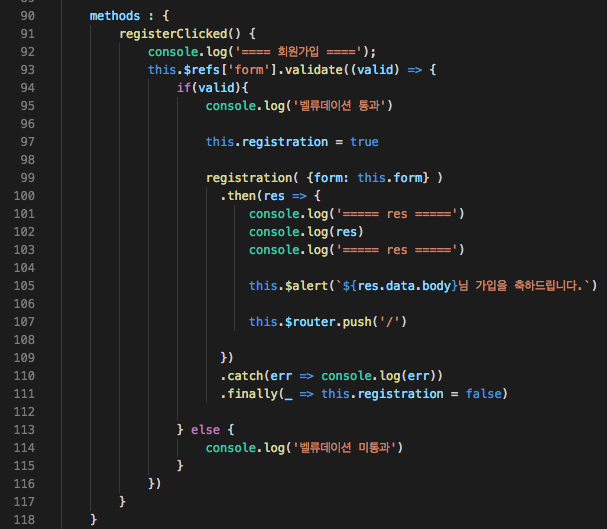 90 methods : {
91 registerClicked() {
92 console.log('==== 회원가입 ====');
93 this.$refs['form'].validate((valid) => {
94 if(valid){
95 console.log('벨류데이션 통과')
96
97 this.registration = true
98
99 registration( {form: this.form} )
100 .then(res => {
101 console.log('===== res =====')
102 console.log(res)
103 console.log('===== res =====')
104
105 this.$alert(`${res.data.body}님 가입을 축하드립니다.`)
106
107 this.$router.push('/')
108
109 })
110 .catch(err => console.log(err))
111 .finally(_ => this.registration = false)
112
113 } else {
114 console.log('벨류데이션 미통과')
115 }
116 })
117 }
118 }